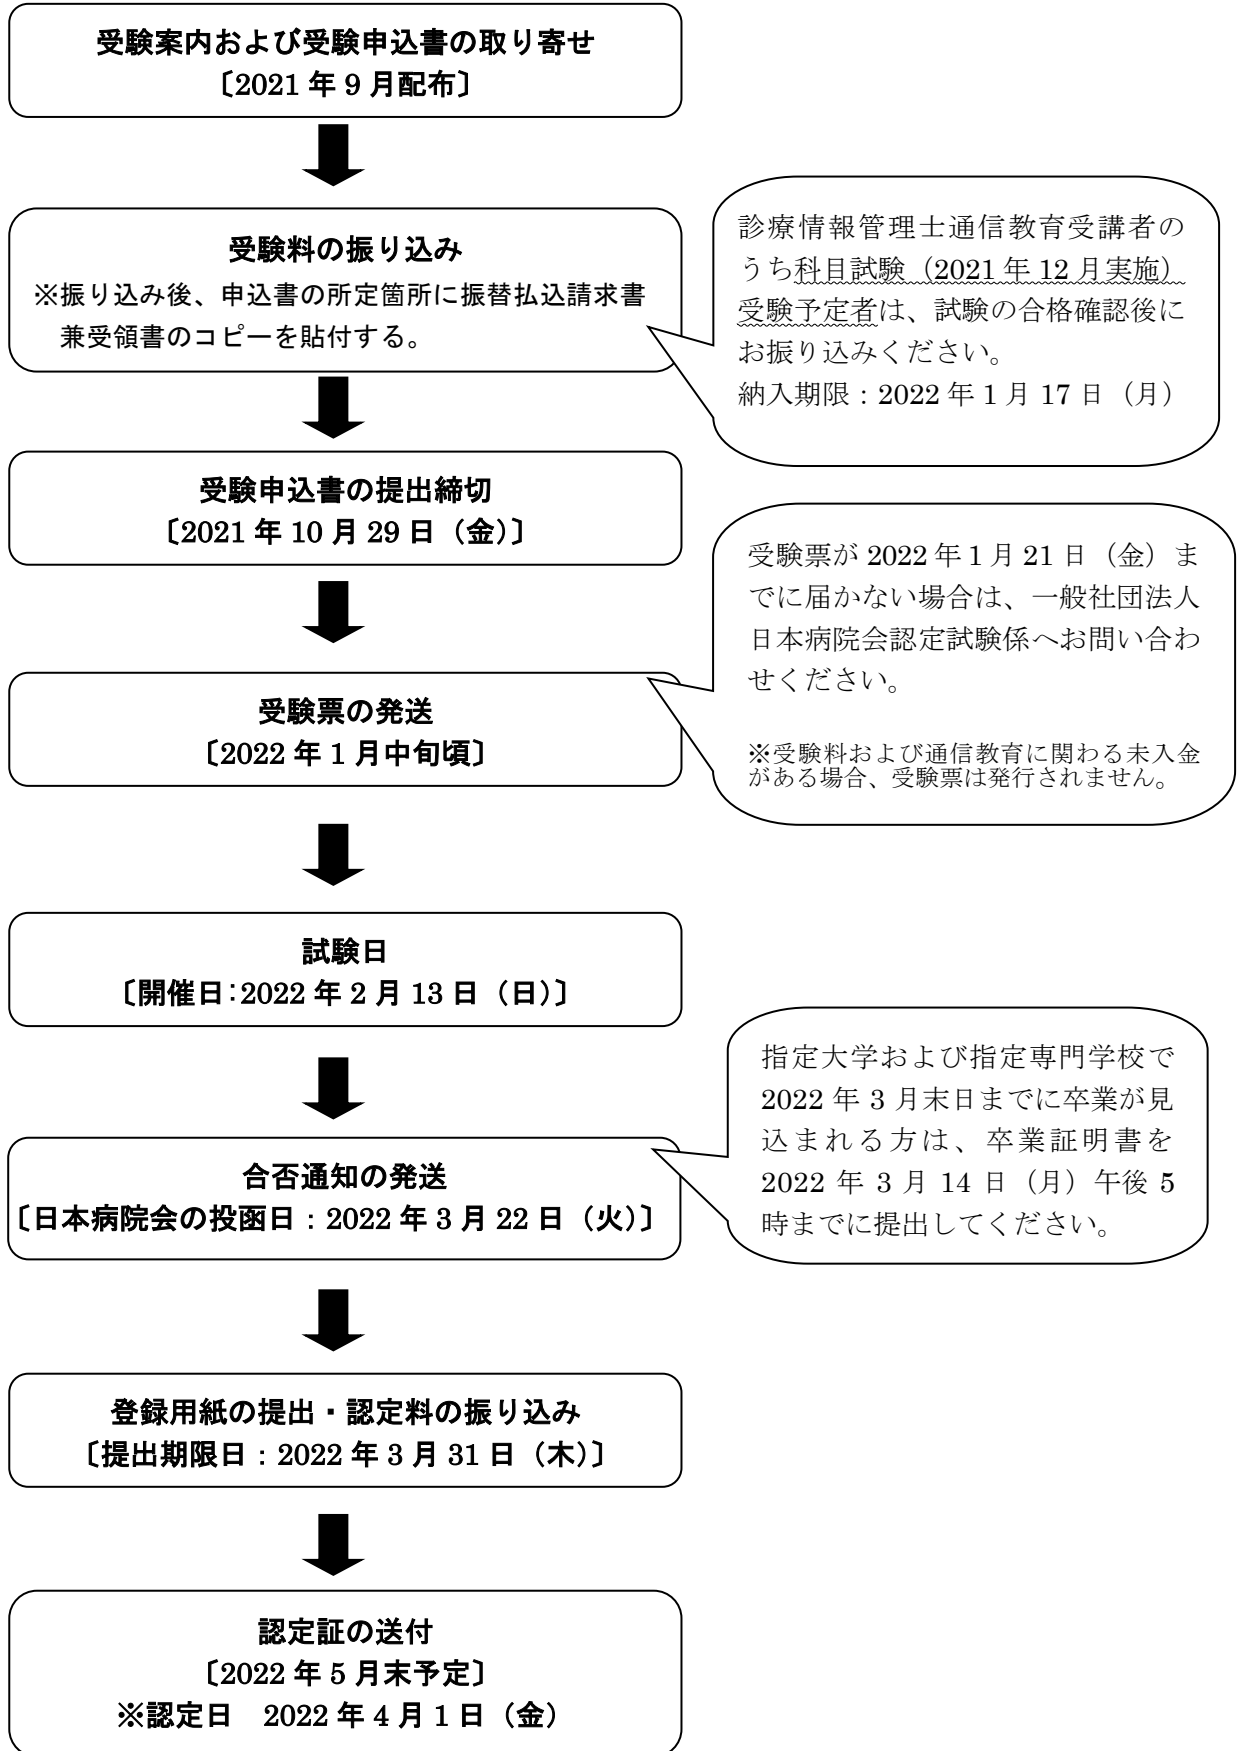 受験案内および受験申込書の取り寄せ
〔2021 年 9 月配布〕
受験料の振り込み
※振り込み後、申込書の所定箇所に振替払込請求書
兼受領書のコピーを貼付する。
診療情報管理士通信教育受講者の
うち科目試験（2021 年 12 月実施）
受験予定者は、試験の合格確認後に
お振り込みください。
納入期限：2022 年 1 月 17 日（月）
受験申込書の提出締切
〔2021 年 10 月 29 日（金）〕
受験票が 2022 年 1 月 21 日（金）ま
でに届かない場合は、一般社団法人
日本病院会認定試験係へお問い合わ
せください。
※受験料および通信教育に関わる未入金
がある場合、受験票は発行されません。
受験票の発送
〔2022 年 1 月中旬頃〕
試験日
〔開催日：2022 年 2 月 13 日（日）〕
指定大学および指定専門学校で
2022 年 3 月末日までに卒業が見
込まれる方は、卒業証明書を
2022 年 3 月 14 日（月）午後 5
時までに提出してください。
合否通知の発送
〔日本病院会の投函日：2022 年 3 月 22 日（火）〕
登録用紙の提出・認定料の振り込み
〔提出期限日：2022 年 3 月 31 日（木）〕
認定証の送付
〔2022 年 5 月末予定〕
※認定日　2022 年 4 月 1 日（金）